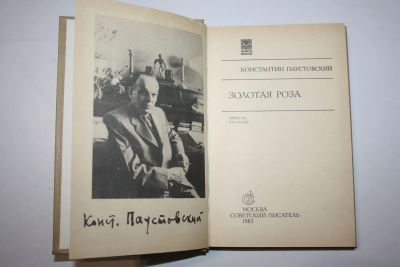 Конст. Паустовский
КОНСТАНТИН ПАУСТОВСКИЙ
ЗОЛОТАЯ РОЗА
МОСКВА
СОВЕТСКИЙ ПИСАТЕЛЬ
1983